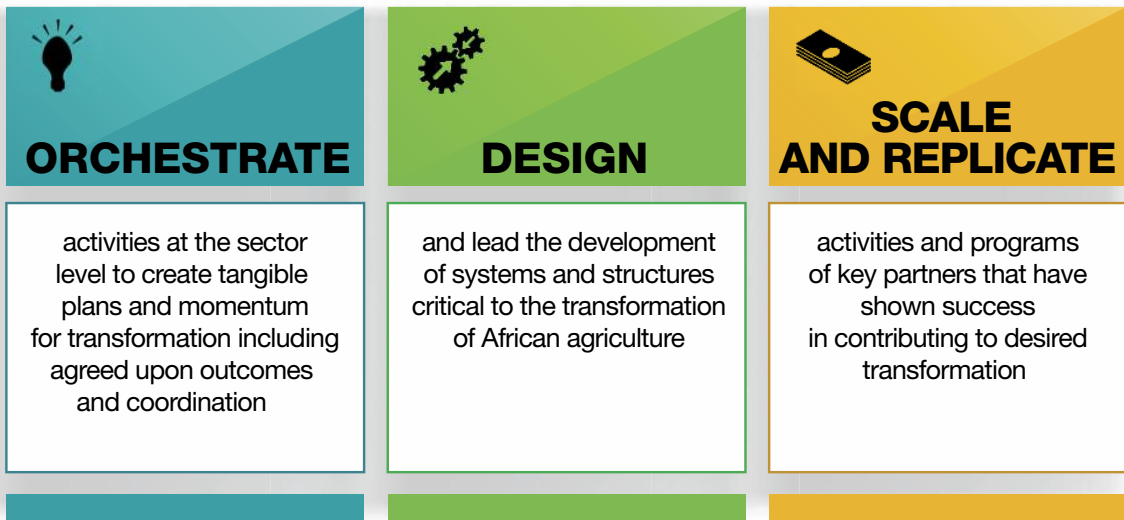 ORCHESTRATE
activities at the sector
level to create tangible
plans and momentum
for transformation including
agreed upon outcomes
and coordination
DESIGN
and lead the development
of systems and structures
critical to the transformation
of African agriculture
SCALE
AND REPLICATE
activities and programs
of key partners that have
shown success
in contributing to desired
transformation